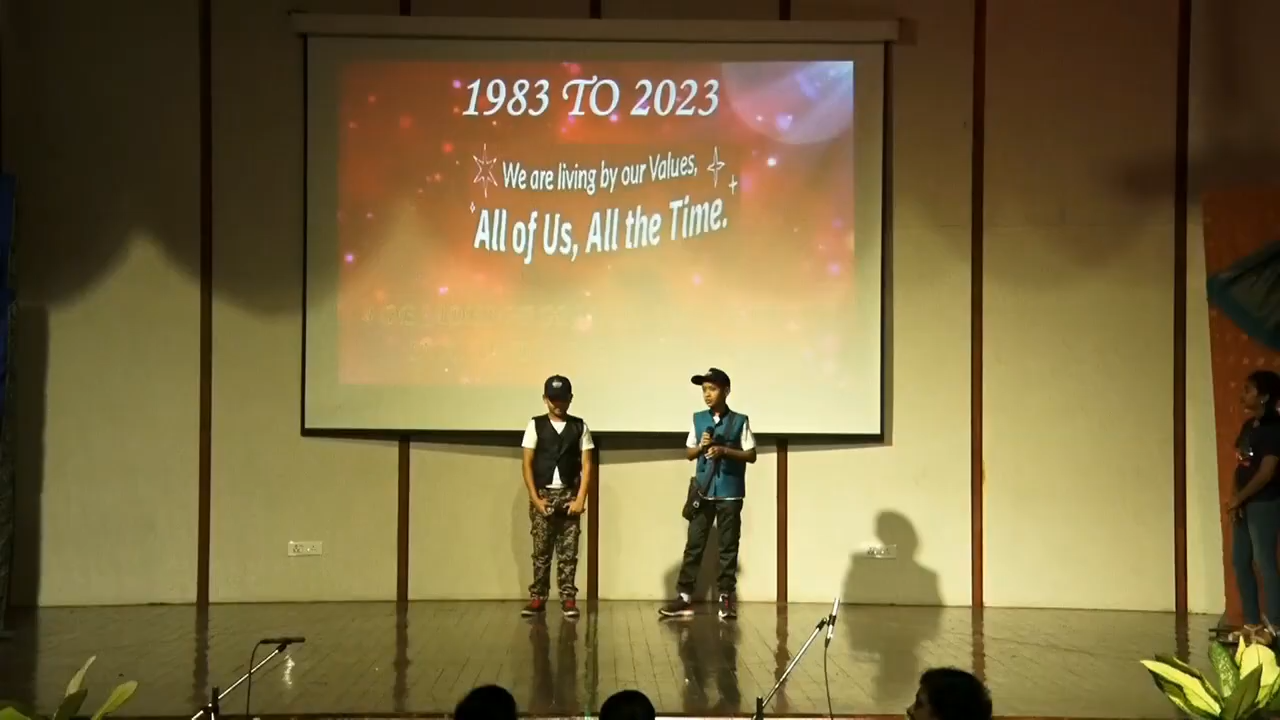 1983 TO 2023
We are living by our Values,
All of Us, All the Time.